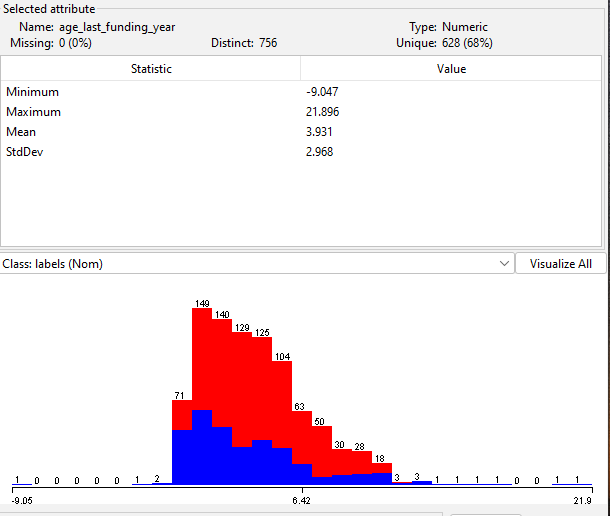 Selected attribute
Name: age_last_funding_year Type: Numeric
Missing: 0 (0%) Distinct: 756 Unique: 628 (68%)
Statistic Value
Minimum -9.047
Maximum 21.896
Mean 3.931
StdDev 2.968
Class: labels (Nom) Visualize All
149
140
129
125
104
71
63
50
30 28
18
1 0 0 0 0 0 1 2 3 3 1 1 1 1 0 0 1 1
-9.05 6.42 21.9